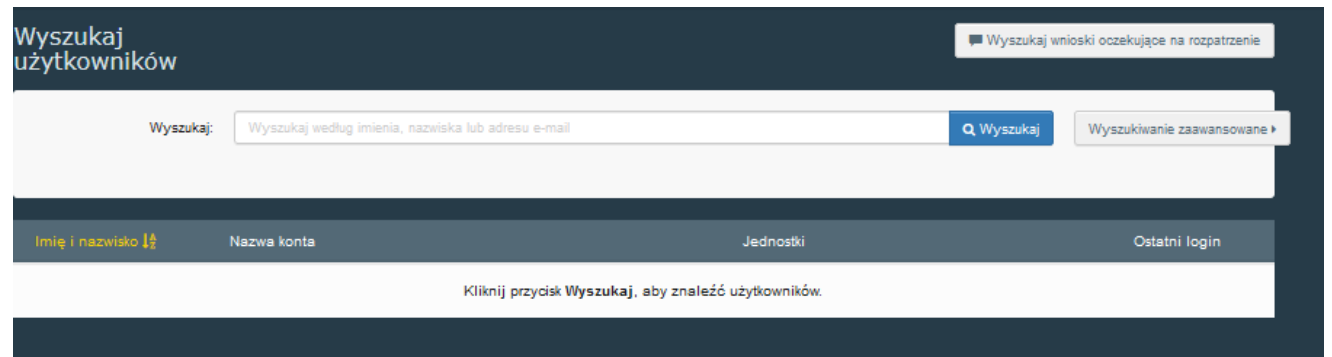 Wyszukaj
użytkowników
Wyszukaj wnioski oczekujące na rozpatrzenie
Wyszukaj: Wyszukaj według imienia, nazwiska lub adresu e-mail Wyszukaj Wyszukiwanie zaawansowane
Imię i nazwisko Nazwa konta Jednostki Ostatni login
Kliknij przycisk Wyszukaj, aby znaleźć użytkowników.